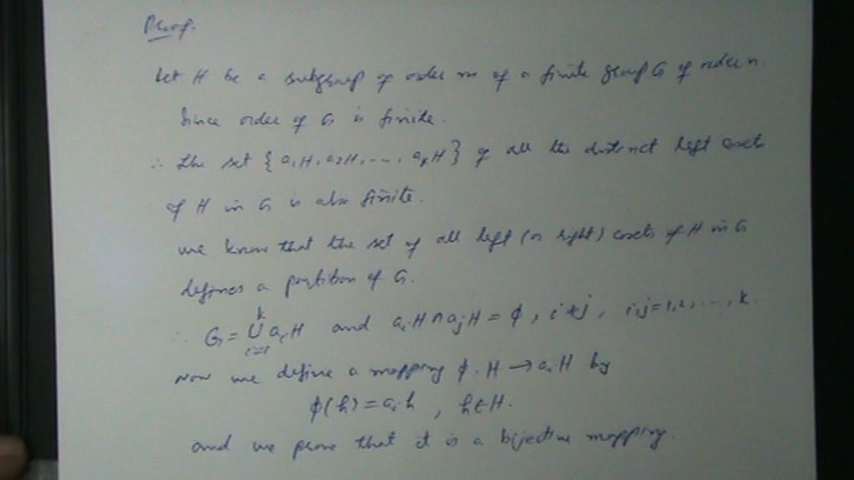 Proof.
Let H be a subgroup of order m of a finite group G of order n.
Since order of G is finite.
∴ the set {a₁H, a₂H, ..., aₖH} of all the distinct left cosets
of H in G is also finite.
we know that the set of all left (or right) cosets of H in G
defines a partition of G.
∴ G = ⋃ᵢ₌₁ᵏ aᵢH and aᵢH ∩ aⱼH = ϕ, i ≠ j, i,j = 1,2, ..., k.
Now we define a mapping ϕ: H → aᵢH by
ϕ(h) = aᵢh, h ∈ H.
and we prove that it is a bijective mapping.